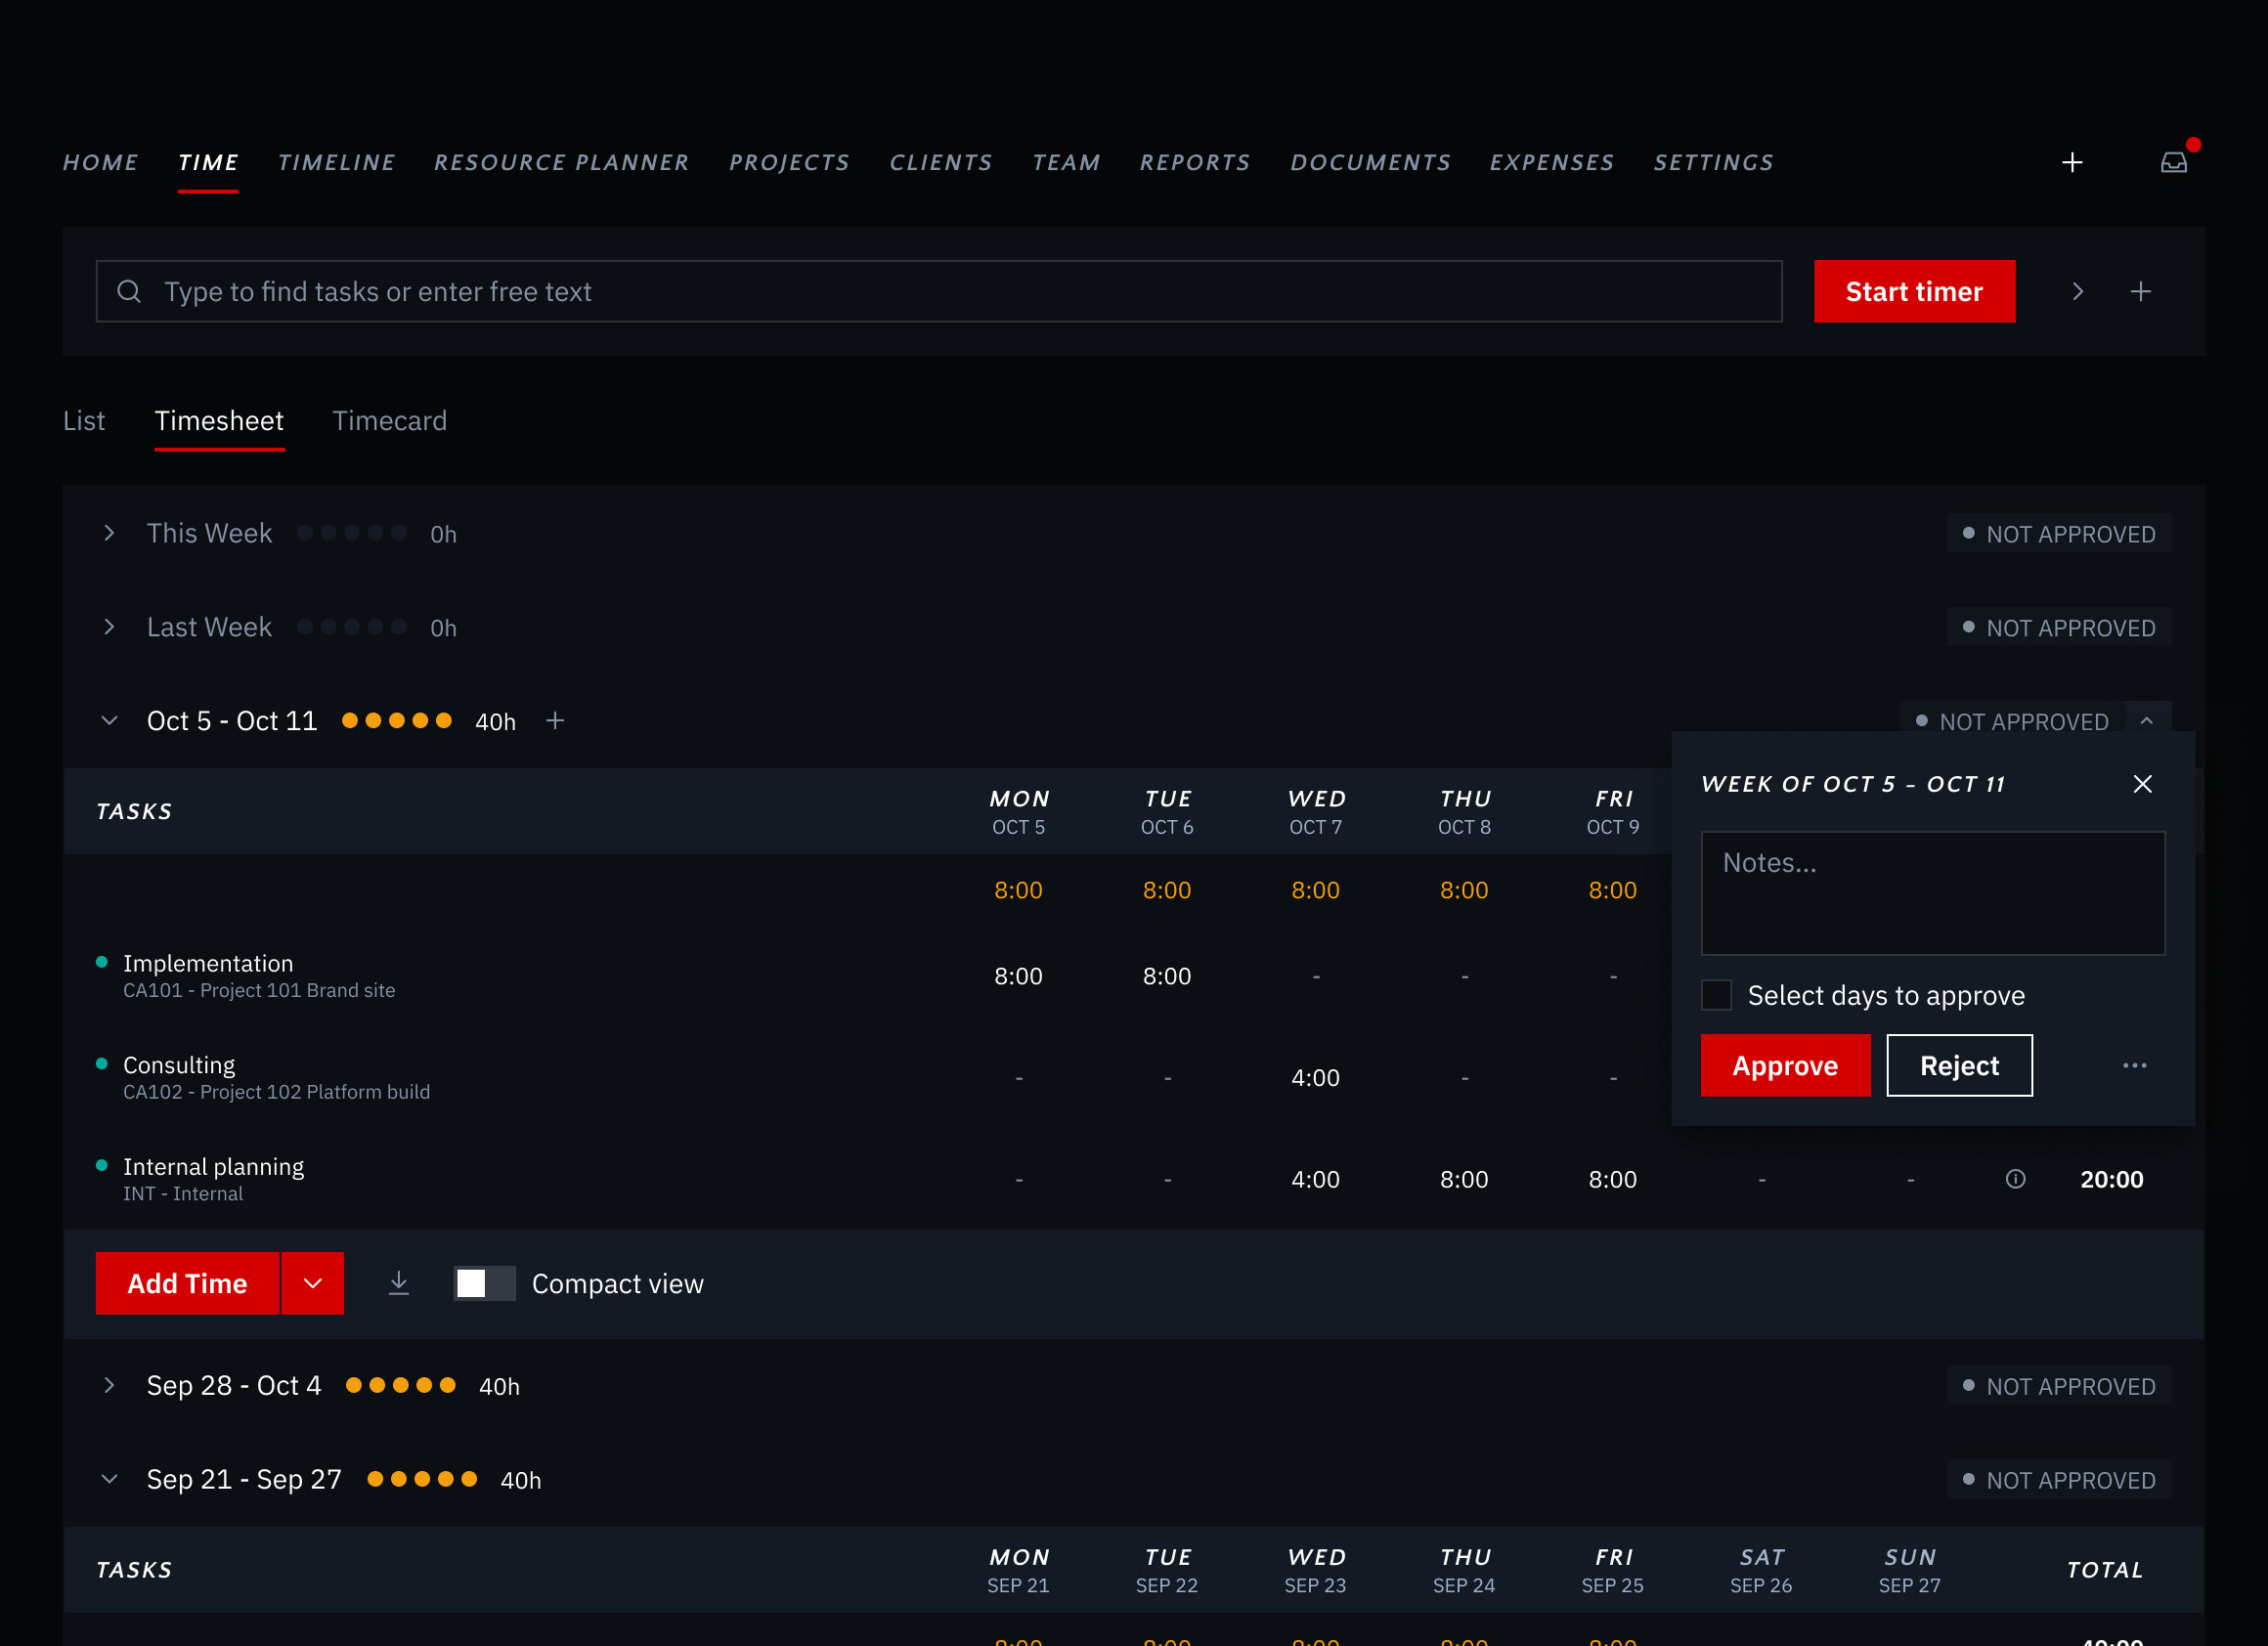 HOME TIME TIMELINE RESOURCE PLANNER PROJECTS CLIENTS TEAM REPORTS DOCUMENTS EXPENSES SETTINGS
Type to find tasks or enter free text
Start timer
List Timesheet Timecard
This Week 0h NOT APPROVED
Last Week 0h NOT APPROVED
Oct 5 - Oct 11 40h NOT APPROVED
TASKS MON TUE WED THU FRI
OCT 5 OCT 6 OCT 7 OCT 8 OCT 9
8:00 8:00 8:00 8:00 8:00
Implementation 8:00 8:00 - - -
CA101 - Project 101 Brand site
Consulting - - 4:00 - -
CA102 - Project 102 Platform build
Internal planning - - 4:00 8:00 8:00 - - 20:00
INT - Internal
WEEK OF OCT 5 - OCT 11
Notes...
Select days to approve
Approve Reject
Add Time Compact view
Sep 28 - Oct 4 40h NOT APPROVED
Sep 21 - Sep 27 40h NOT APPROVED
TASKS MON TUE WED THU FRI SAT SUN TOTAL
SEP 21 SEP 22 SEP 23 SEP 24 SEP 25 SEP 26 SEP 27